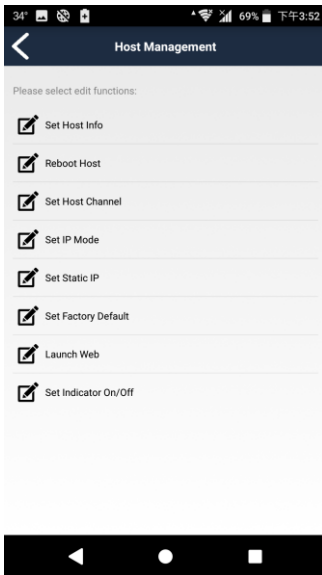 34° 69% 下午3:52
Host Management
Please select edit functions:
Set Host Info
Reboot Host
Set Host Channel
Set IP Mode
Set Static IP
Set Factory Default
Launch Web
Set Indicator On/Off